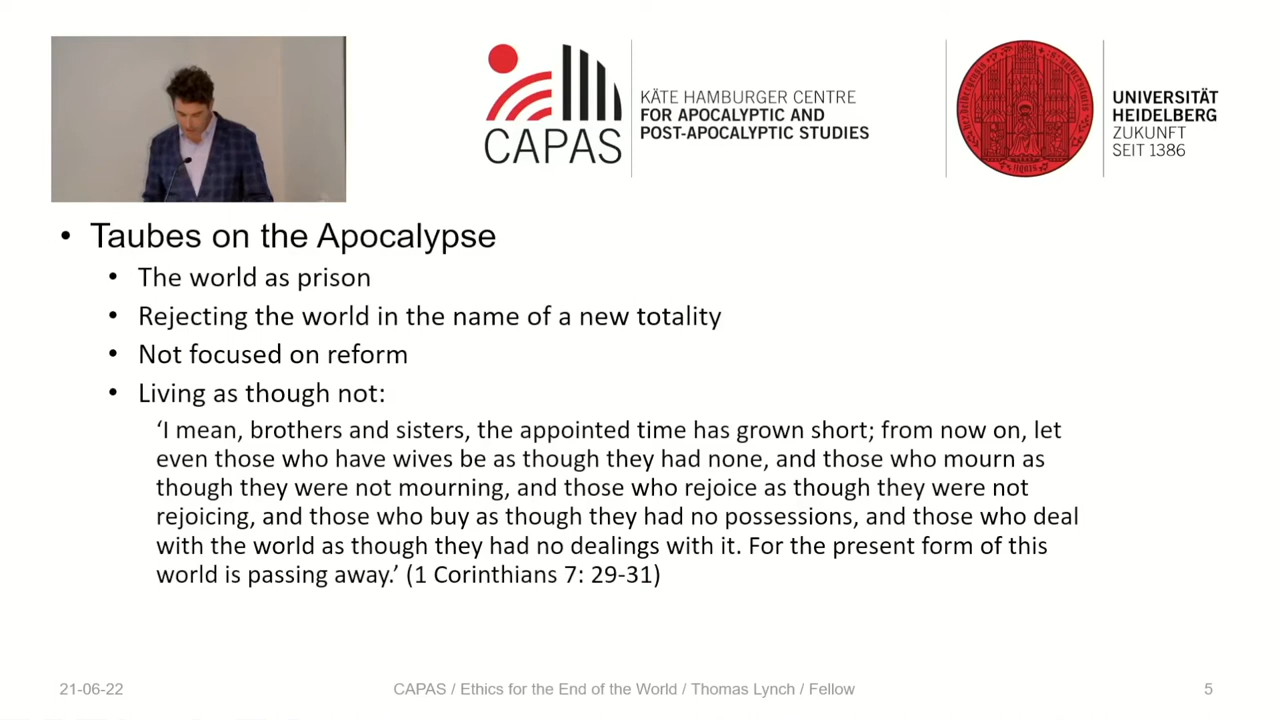 CAPAS
KÄTE HAMBURGER CENTRE
FOR APOCALYPTIC AND
POST-APOCALYPTIC STUDIES
UNIVERSITÄT
HEIDELBERG
ZUKUNFT
SEIT 1386
• Taubes on the Apocalypse
• The world as prison
• Rejecting the world in the name of a new totality
• Not focused on reform
• Living as though not:
‘I mean, brothers and sisters, the appointed time has grown short; from now on, let
even those who have wives be as though they had none, and those who mourn as
though they were not mourning, and those who rejoice as though they were not
rejoicing, and those who buy as though they had no possessions, and those who deal
with the world as though they had no dealings with it. For the present form of this
world is passing away.’ (1 Corinthians 7: 29-31)
21-06-22
CAPAS / Ethics for the End of the World / Thomas Lynch / Fellow
5